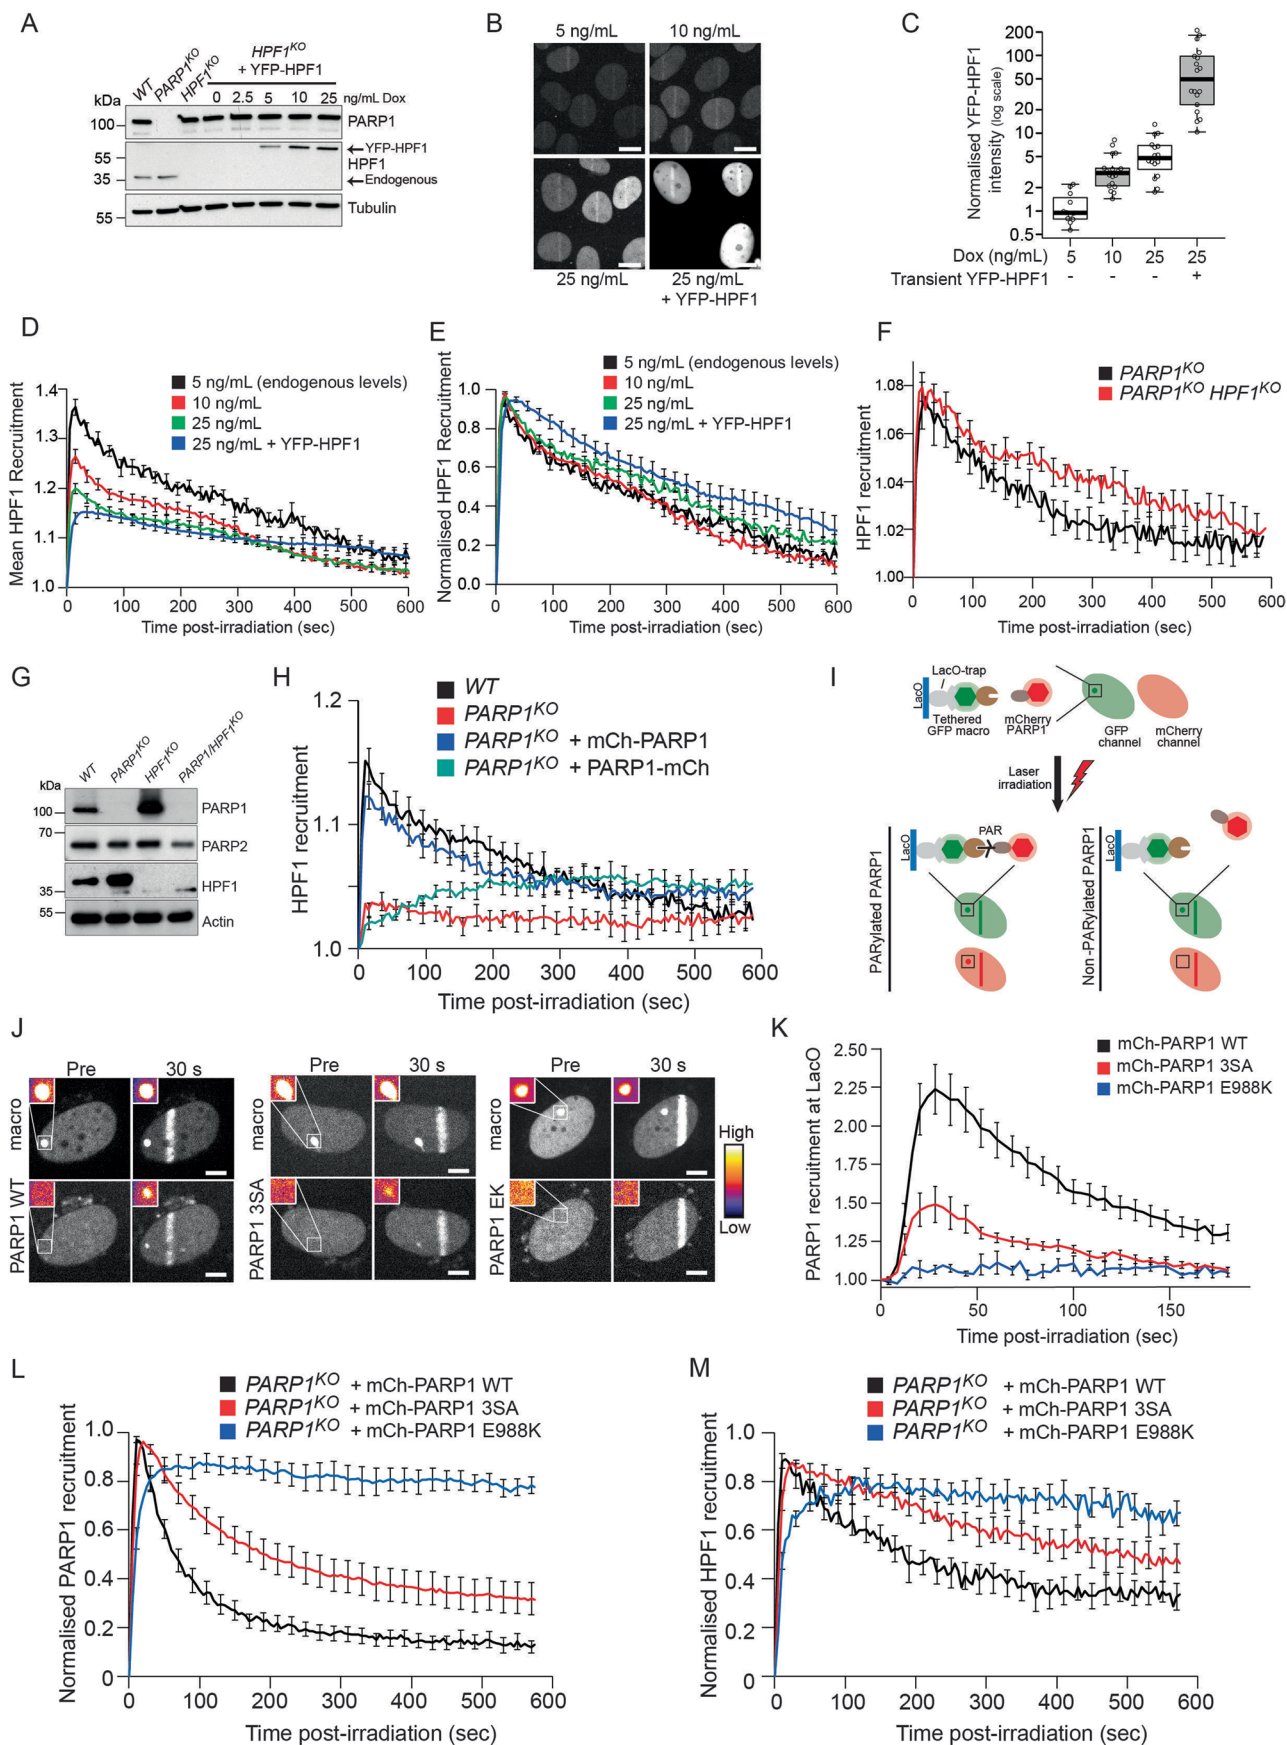 A
WT
PARP1KO
HPF1KO
HPF1KO
+ YFP-HPF1
0 2.5 5 10 25 ng/mL Dox
kDa
100
PARP1
55
YFP-HPF1
HPF1
35
Endogenous
55
Tubulin
B
5 ng/mL
10 ng/mL
25 ng/mL
25 ng/mL
+ YFP-HPF1
C
Normalised YFP-HPF1
intensity (log scale)
200
100
50
10
5
2
1
0.5
Dox (ng/mL) 5 10 25 25
Transient YFP-HPF1 - - - +
D
5 ng/mL (endogenous levels)
10 ng/mL
25 ng/mL
25 ng/mL + YFP-HPF1
Mean HPF1 Recruitment
1.4
1.3
1.2
1.1
1.0
0 100 200 300 400 500 600
Time post-irradiation (sec)
E
5 ng/mL (endogenous levels)
10 ng/mL
25 ng/mL
25 ng/mL + YFP-HPF1
Normalised HPF1 Recruitment
1.0
0.8
0.6
0.4
0.2
0.0
0 100 200 300 400 500 600
Time post-irradiation (sec)
F
PARP1KO
PARP1KO HPF1KO
HPF1 recruitment
1.08
1.06
1.04
1.02
1.00
0 100 200 300 400 500 600
Time post-irradiation (sec)
G
WT
PARP1KO
HPF1KO
PARP1/HPF1KO
kDa
100
PARP1
70
PARP2
HPF1
35
55
Actin
H
WT
PARP1KO
PARP1KO + mCh-PARP1
PARP1KO + PARP1-mCh
HPF1 recruitment
1.2
1.1
1.0
0 100 200 300 400 500 600
Time post-irradiation (sec)
I
LacO-trap
LacO
Tethered
GFP macro
mCherry
PARP1
GFP
channel
mCherry
channel
Laser
irradiation
PARylated PARP1
LacO
PAR
Non-PARylated PARP1
LacO
J
Pre 30 s
macro
PARP1 WT
Pre 30 s
macro
PARP1 3SA
Pre 30 s
macro
PARP1 EK
High
Low
K
mCh-PARP1 WT
mCh-PARP1 3SA
mCh-PARP1 E988K
PARP1 recruitment at LacO
2.50
2.25
2.00
1.75
1.50
1.25
1.00
0 50 100 150
Time post-irradiation (sec)
L
PARP1KO + mCh-PARP1 WT
PARP1KO + mCh-PARP1 3SA
PARP1KO + mCh-PARP1 E988K
Normalised PARP1 recruitment
1.0
0.8
0.6
0.4
0.2
0
0 100 200 300 400 500 600
Time post-irradiation (sec)
M
PARP1KO + mCh-PARP1 WT
PARP1KO + mCh-PARP1 3SA
PARP1KO + mCh-PARP1 E988K
Normalised HPF1 recruitment
1.0
0.8
0.6
0.4
0.2
0
0 100 200 300 400 500 600
Time post-irradiation (sec)